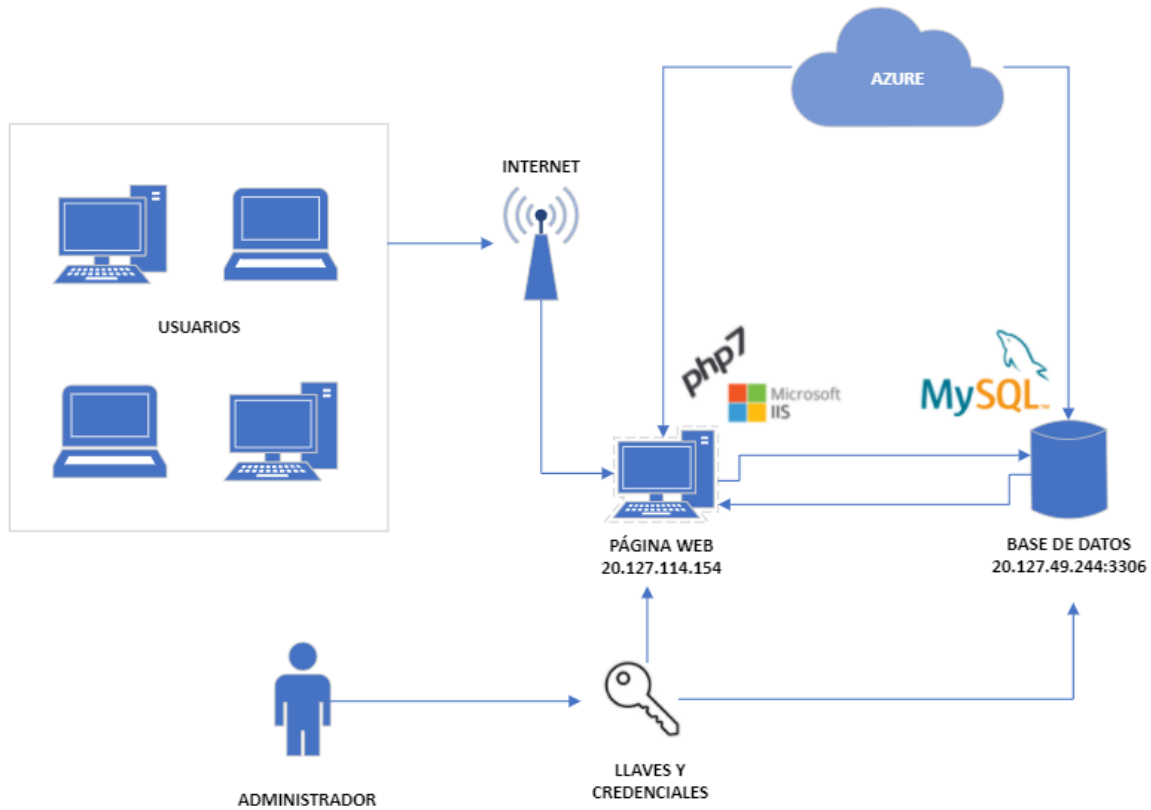 AZURE
INTERNET
USUARIOS
php7
Microsoft
IIS
MySQL™
PÁGINA WEB
20.127.114.154
BASE DE DATOS
20.127.49.244:3306
ADMINISTRADOR
LLAVES Y
CREDENCIALES